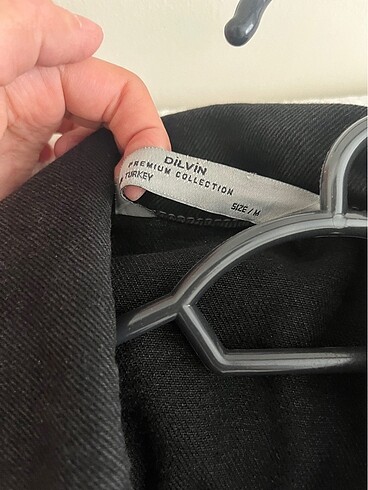 DİLVİN
PREMIUM COLLECTION
TURKEY
SIZE / M